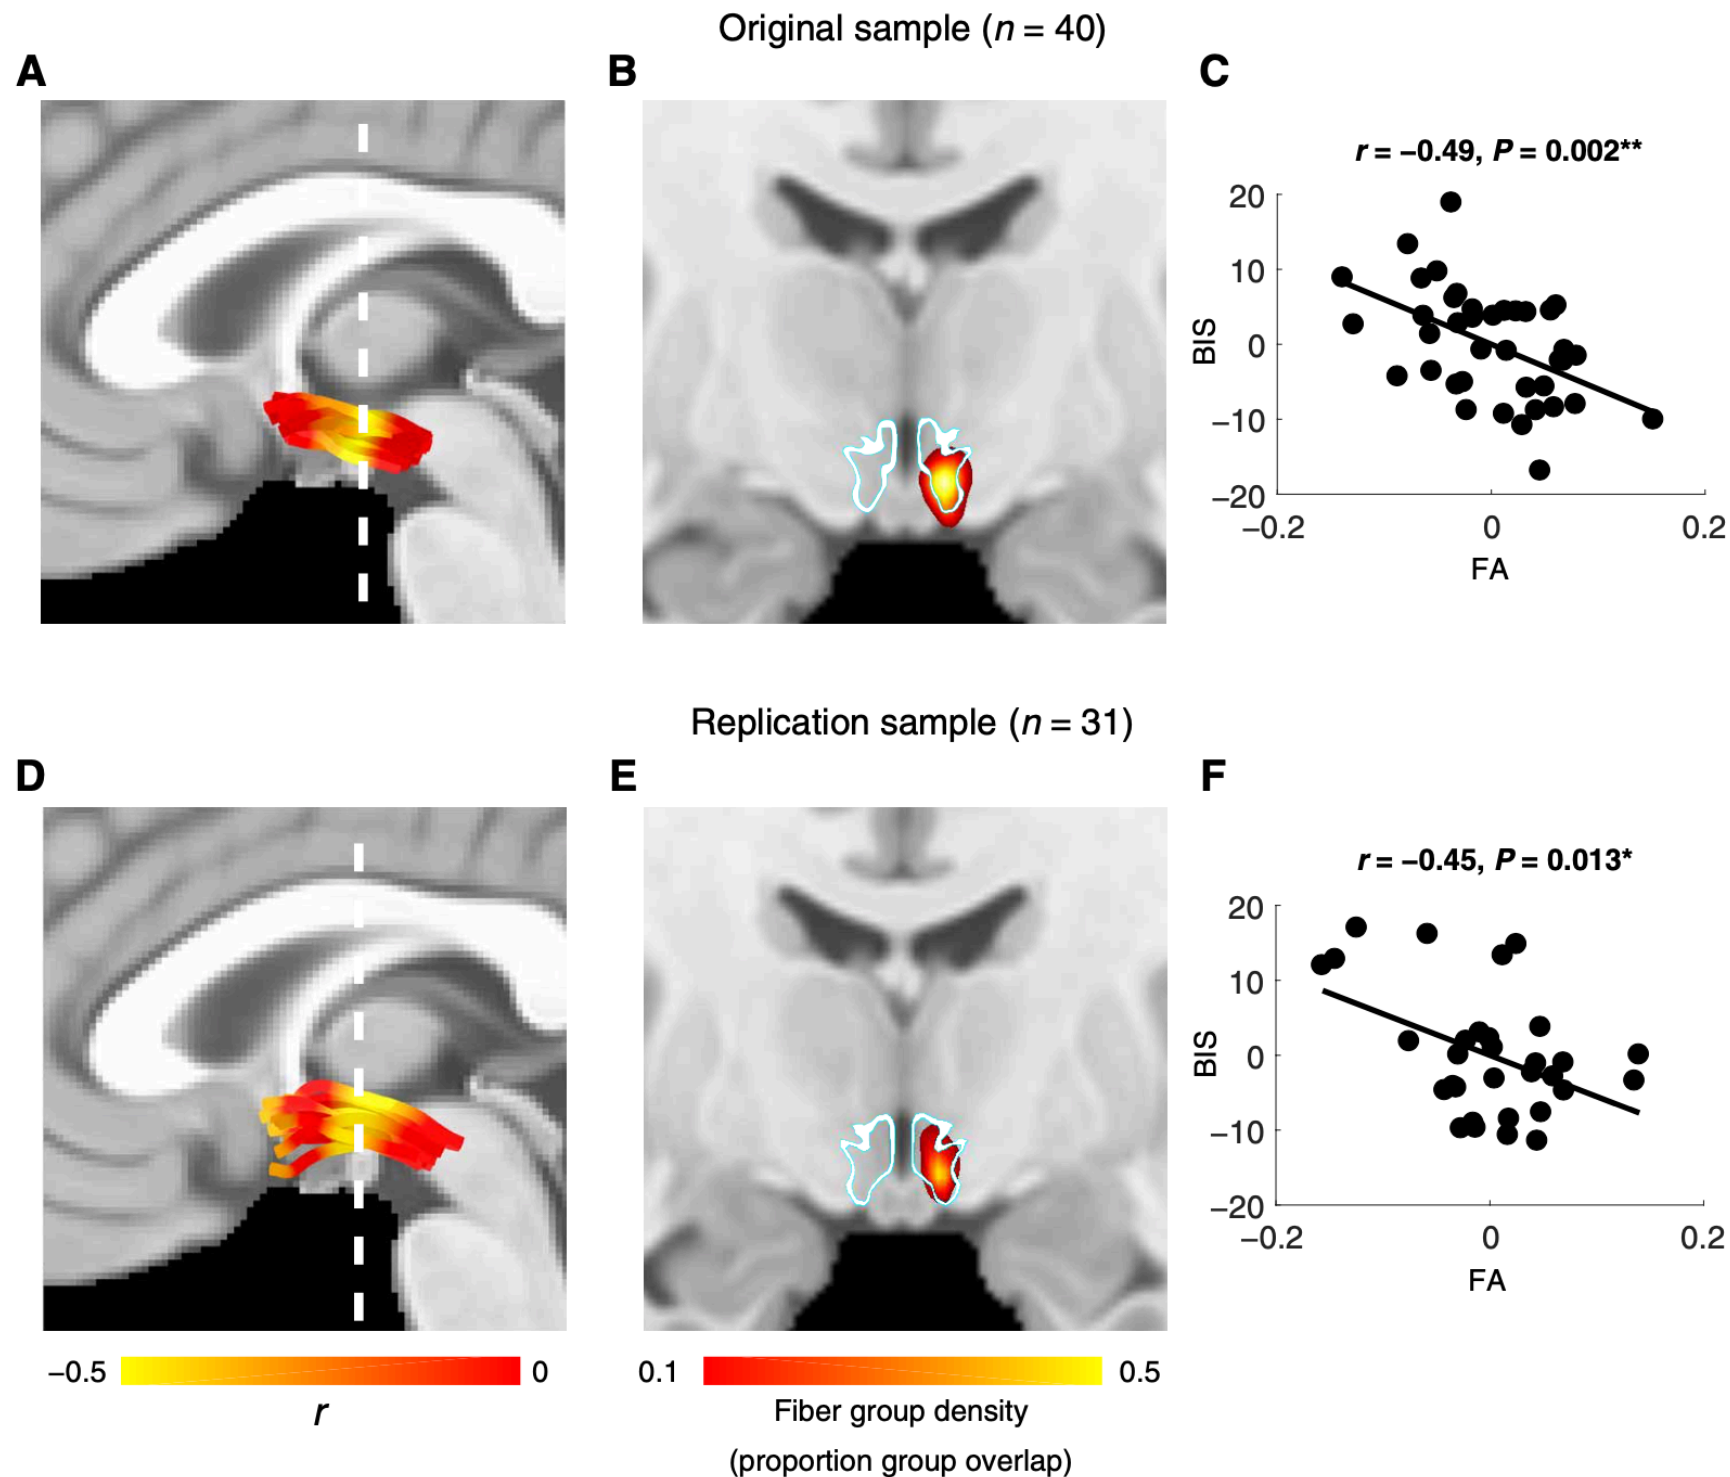 Original sample (n = 40)
A
B
C
r = −0.49, P = 0.002**
20
10
0
−10
−20
BIS
−0.2
0
0.2
FA
Replication sample (n = 31)
D
E
F
r = −0.45, P = 0.013*
20
10
0
−10
−20
BIS
−0.2
0
0.2
FA
−0.5
0
r
0.1
0.5
Fiber group density
(proportion group overlap)